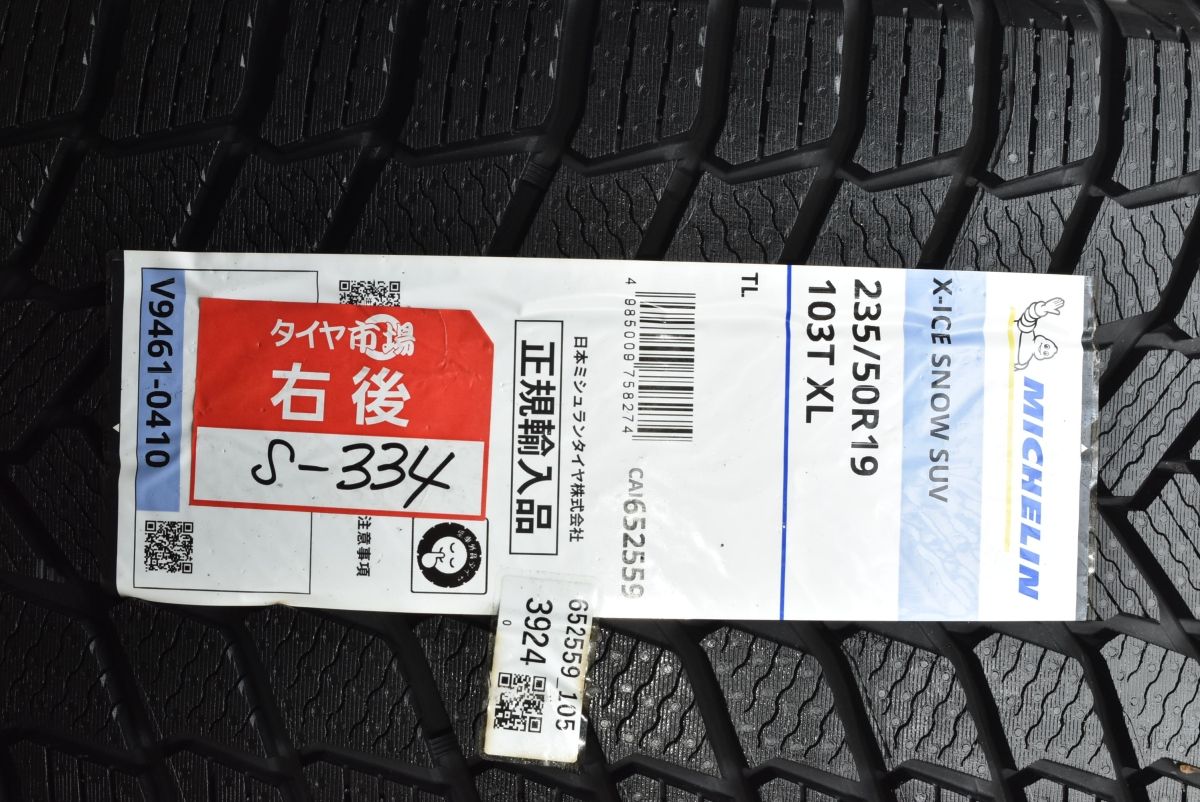 MICHELIN
X-ICE SNOW SUV
235/50R19
103T XL
TL
4 985009 758274
CAI652559
日本ミシュランタイヤ株式会社
正規輸入品
注意事項
タイヤ市場
右後
S-334
V9461-0410
652559_105
3924
0